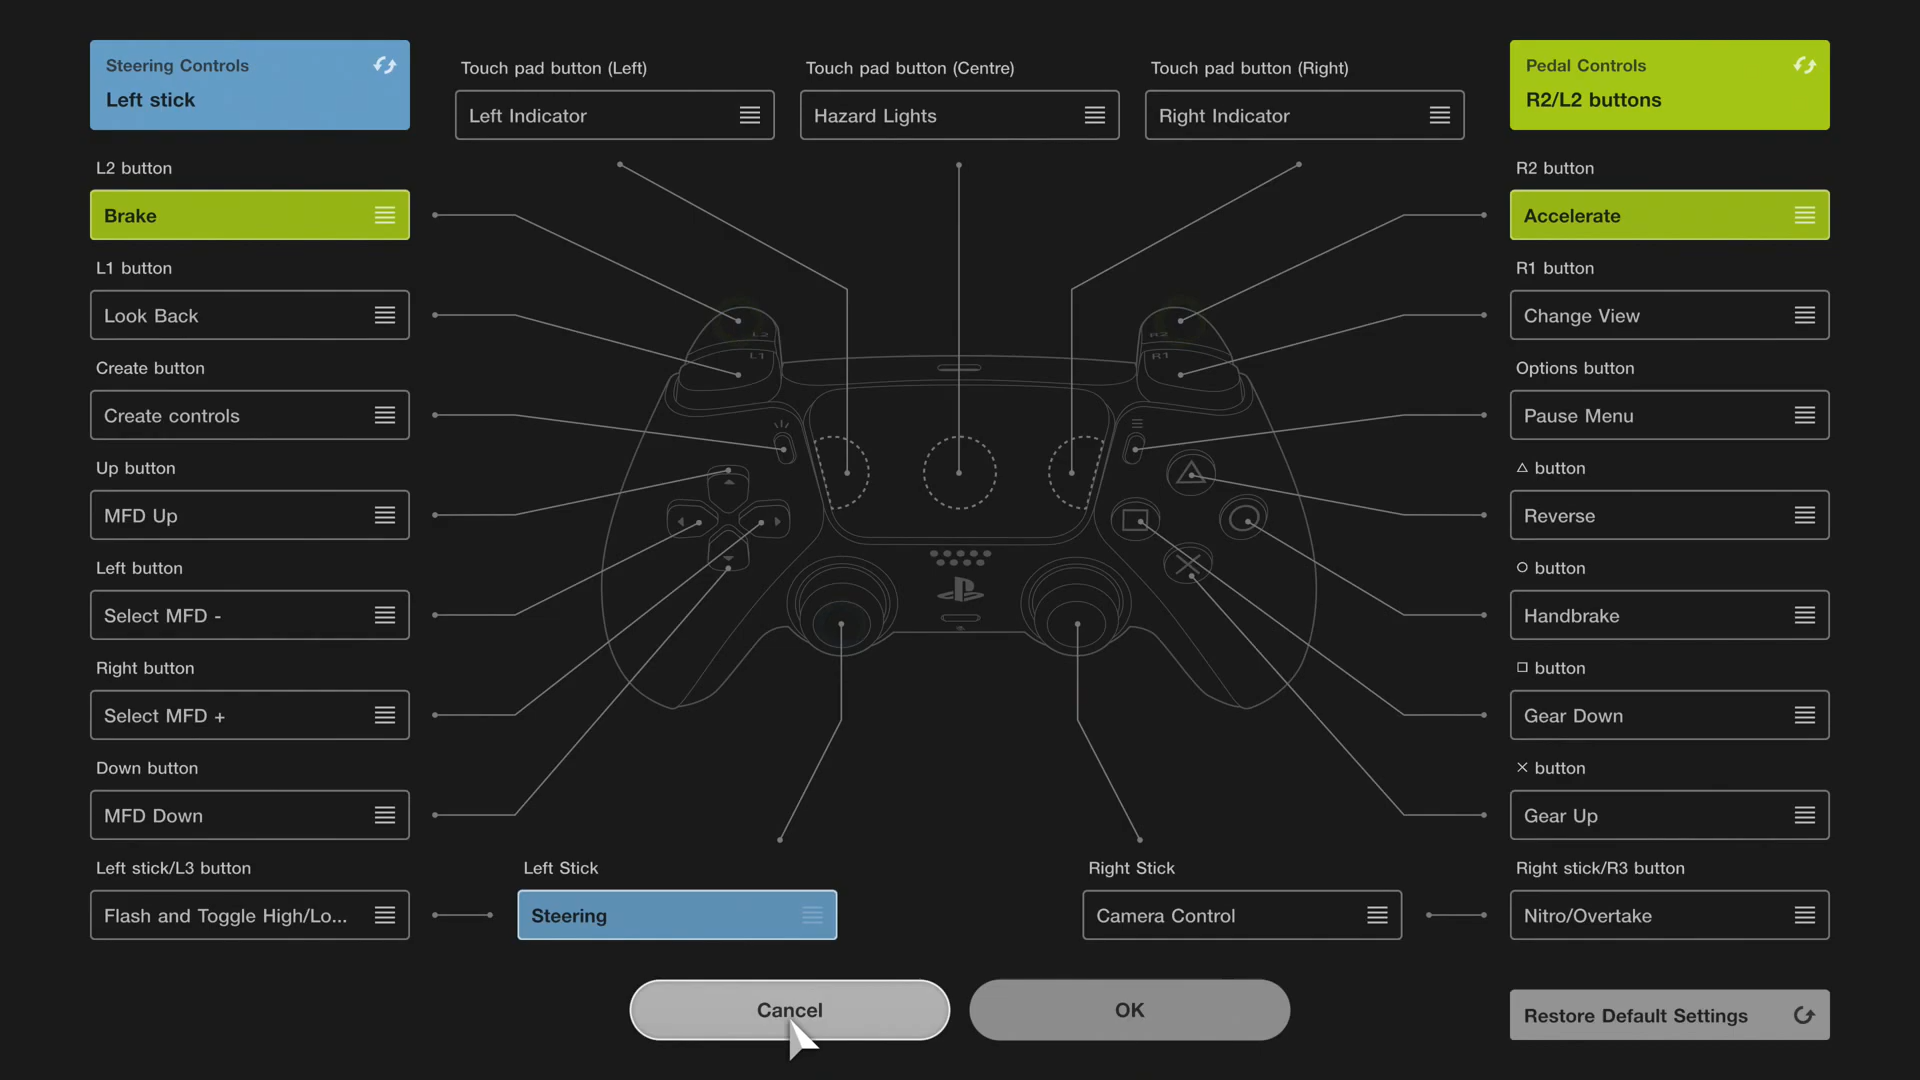 Steering Controls
Left stick
Touch pad button (Left)
Left Indicator
Touch pad button (Centre)
Hazard Lights
Touch pad button (Right)
Right Indicator
Pedal Controls
R2/L2 buttons
L2 button
Brake
L1 button
Look Back
Create button
Create controls
Up button
MFD Up
Left button
Select MFD -
Right button
Select MFD +
Down button
MFD Down
Left stick/L3 button
Flash and Toggle High/Lo...
L2
L1
R2
R1
Left Stick
Steering
Right Stick
Camera Control
R2 button
Accelerate
R1 button
Change View
Options button
Pause Menu
△ button
Reverse
○ button
Handbrake
□ button
Gear Down
× button
Gear Up
Right stick/R3 button
Nitro/Overtake
Cancel
OK
Restore Default Settings